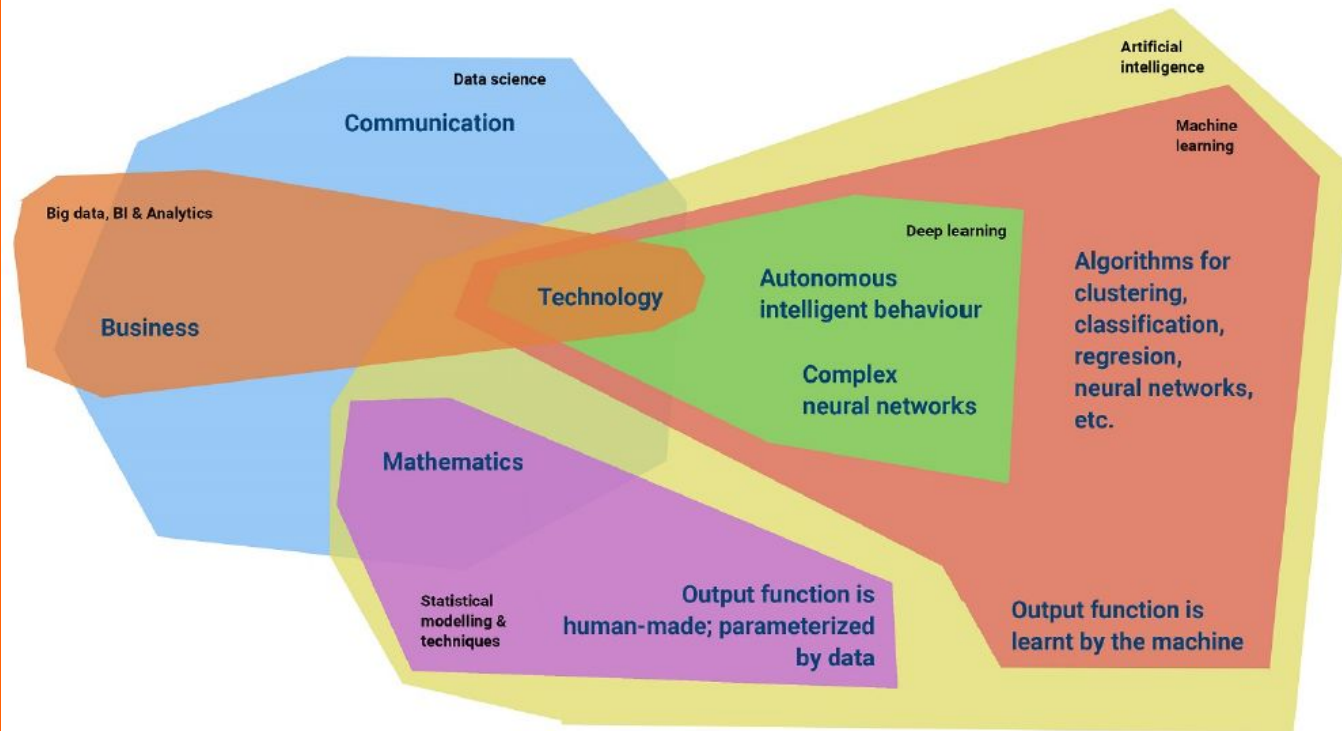 Data science
Communication
Big data, BI & Analytics
Business
Technology
Mathematics
Statistical
modelling &
techniques
Output function is
human-made; parameterized
by data
Artificial
intelligence
Machine
learning
Deep learning
Autonomous
intelligent behaviour
Complex
neural networks
Algorithms for
clustering,
classification,
regresion,
neural networks,
etc.
Output function is
learnt by the machine